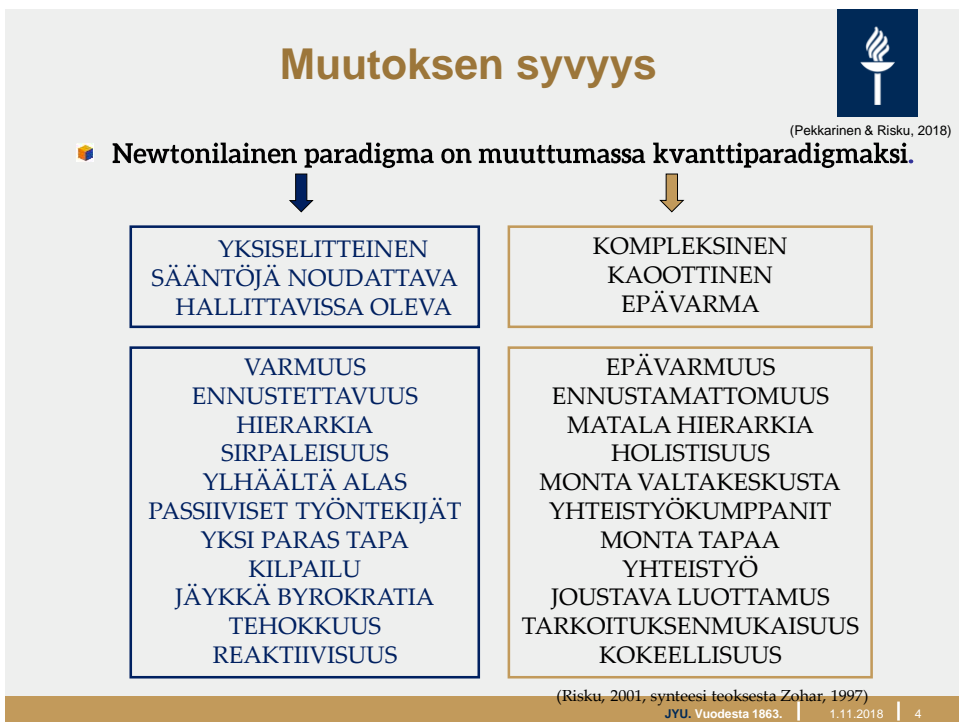 Muutoksen syvyys
(Pekkarinen & Risku, 2018)
Newtonilainen paradigma on muuttumassa kvanttiparadigmaksi.
YKSISELITTEINEN
SÄÄNTÖJÄ NOUDATTAVA
HALLITTAVISSA OLEVA
KOMPLEKSINEN
KAOOTTINEN
EPÄVARMA
VARMUUS
ENNUSTETTAVUUS
HIERARKIA
SIRPALEISUUS
YLHÄÄLTÄ ALAS
PASSIIVISET TYÖNTEKIJÄT
YKSI PARAS TAPA
KILPAILU
JÄYKKÄ BYROKRATIA
TEHOKKUUS
REAKTIIVISUUS
EPÄVARMUUS
ENNUSTAMATTOMUUS
MATALA HIERARKIA
HOLISTISUUS
MONTA VALTAKESKUSTA
YHTEISTYÖKUMPPANIT
MONTA TAPAA
YHTEISTYÖ
JOUSTAVA LUOTTAMUS
TARKOITUKSENMUKAISUUS
KOKEELLISUUS
(Risku, 2001, synteesi teoksesta Zohar, 1997)
JYU. Vuodesta 1863. 1.11.2018 4